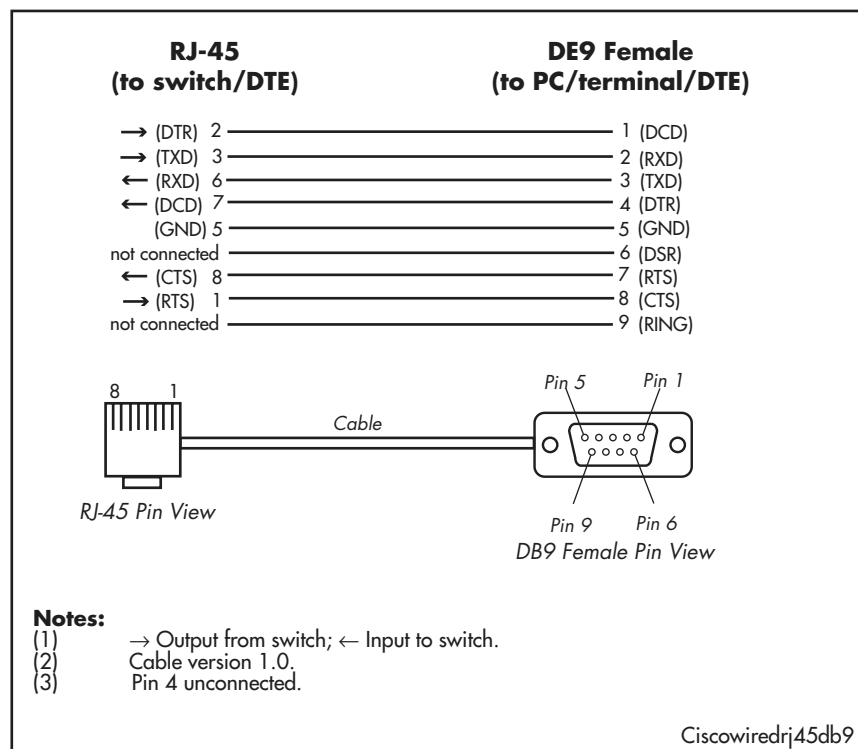 RJ-45 DE9 Female
(to switch/DTE) (to PC/terminal/DTE)
→ (DTR) 2 1 (DCD)
→ (TXD) 3 2 (RXD)
← (RXD) 6 3 (TXD)
← (DCD) 7 4 (DTR)
(GND) 5 5 (GND)
not connected 6 (DSR)
← (CTS) 8 7 (RTS)
→ (RTS) 1 8 (CTS)
not connected 9 (RING)
8 1 Pin 5 Pin 1
Cable
RJ-45 Pin View
Pin 9 Pin 6
DB9 Female Pin View
Notes:
(1) → Output from switch; ← Input to switch.
(2) Cable version 1.0.
(3) Pin 4 unconnected.
Ciscowiredrj45db9